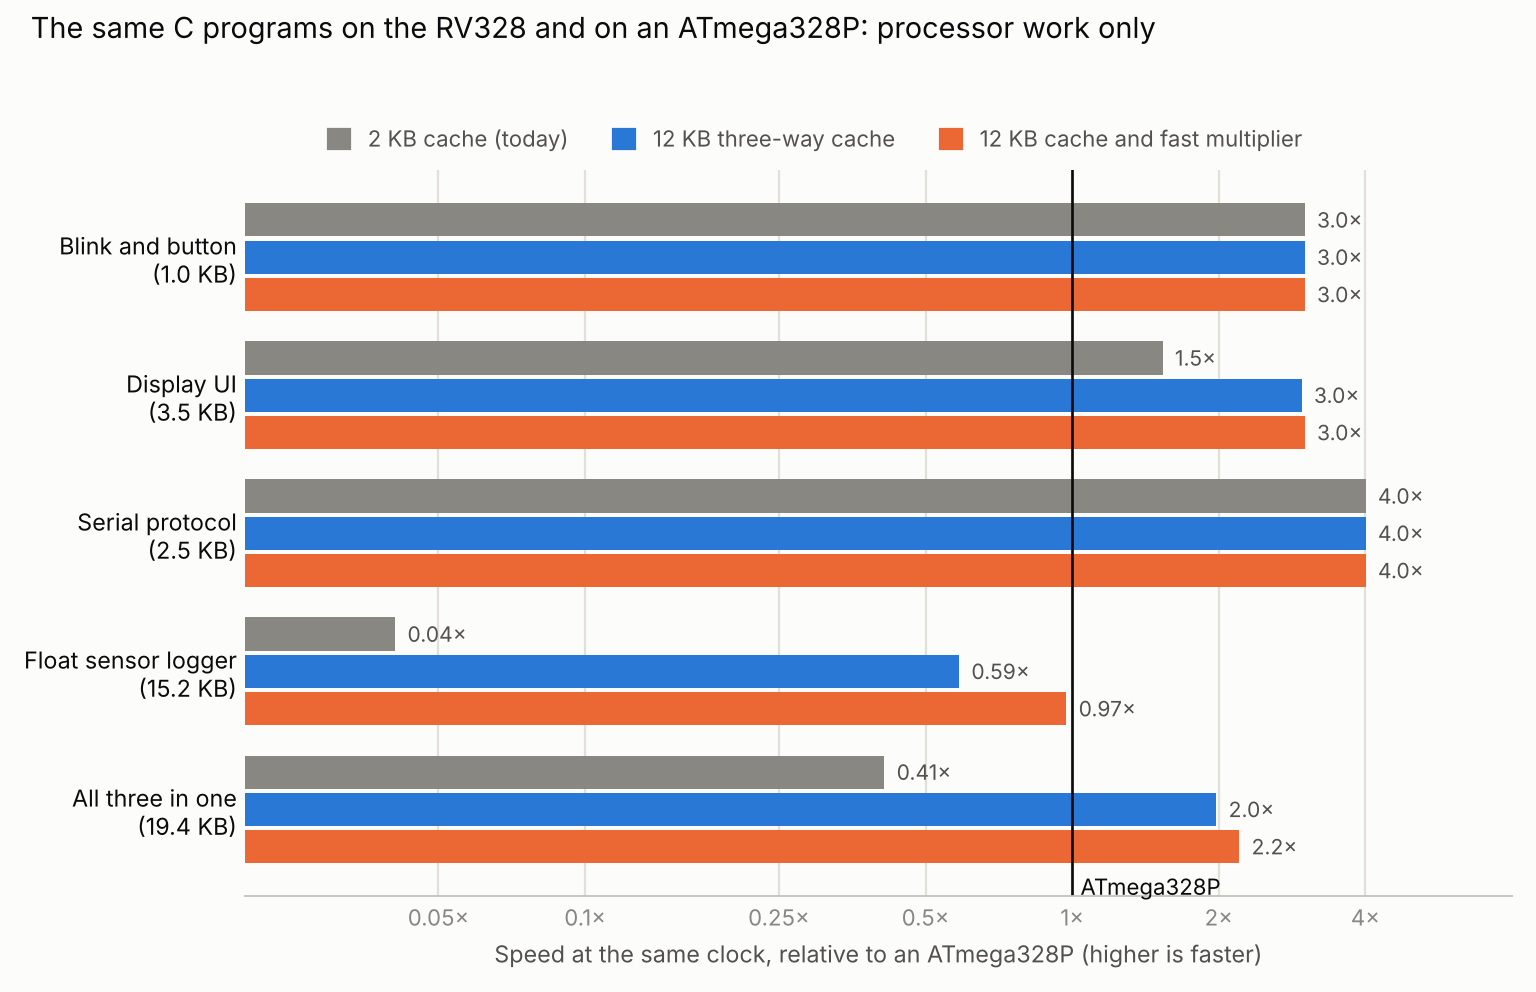 The same C programs on the RV328 and on an ATmega328P: processor work only
2 KB cache (today)
12 KB three-way cache
12 KB cache and fast multiplier
Blink and button
(1.0 KB)
3.0×
3.0×
3.0×
Display UI
(3.5 KB)
1.5×
3.0×
3.0×
Serial protocol
(2.5 KB)
4.0×
4.0×
4.0×
Float sensor logger
(15.2 KB)
0.04×
0.59×
0.97×
All three in one
(19.4 KB)
0.41×
2.0×
2.2×
ATmega328P
0.05×
0.1×
0.25×
0.5×
1×
2×
4×
Speed at the same clock, relative to an ATmega328P (higher is faster)